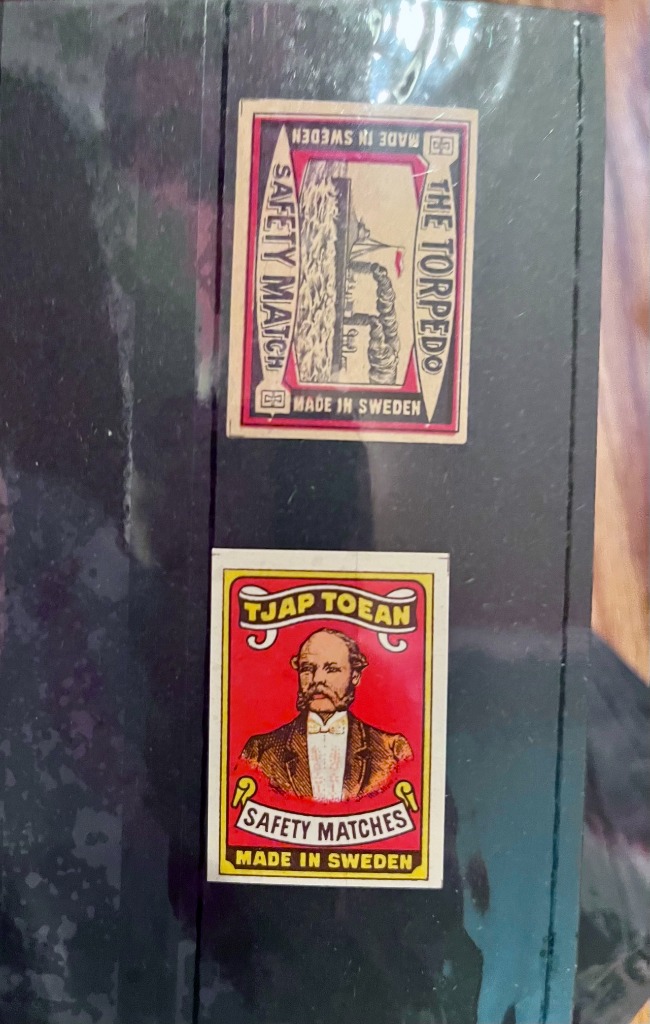 MADE IN SWEDEN
THE TORPEDO
SAFETY MATCH
MADE IN SWEDEN
TJAP TOEAN
SAFETY MATCHES
MADE IN SWEDEN